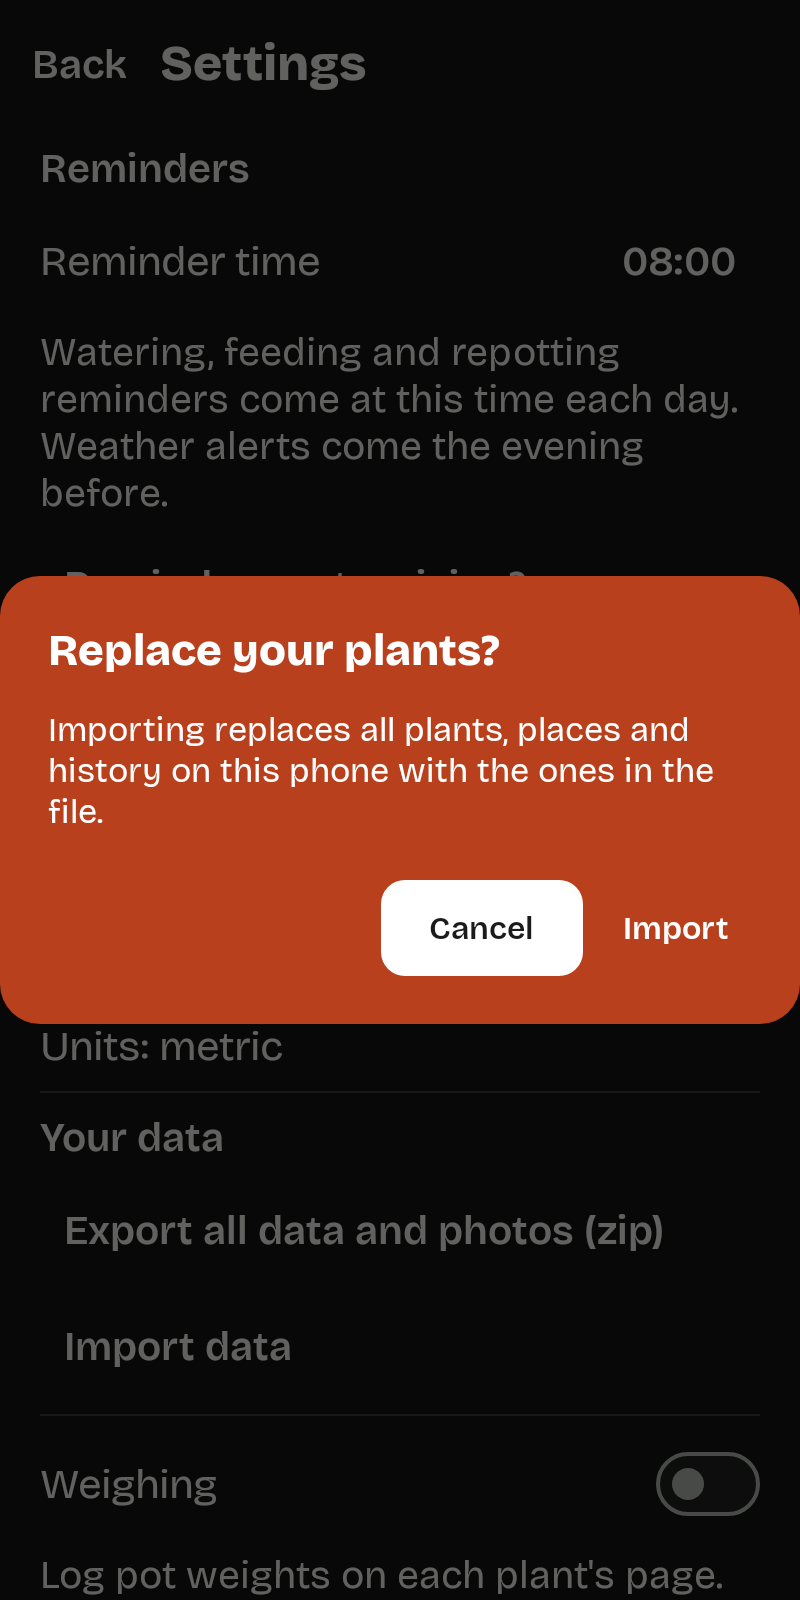 Back Settings
Reminders
Reminder time 08:00
Watering, feeding and repotting
reminders come at this time each day.
Weather alerts come the evening
before.
Replace your plants?
Importing replaces all plants, places and
history on this phone with the ones in the
file.
Cancel Import
Units: metric
Your data
Export all data and photos (zip)
Import data
Weighing
Log pot weights on each plant's page.